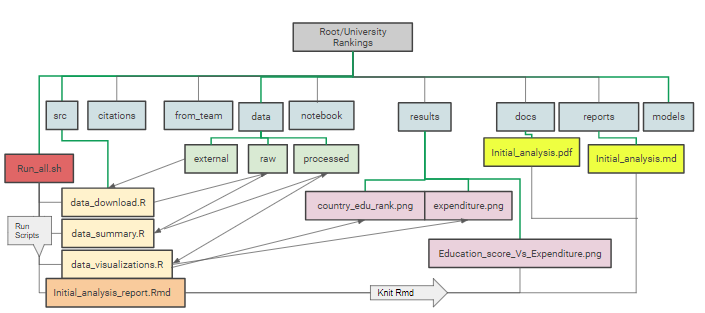 Root/University
Rankings
src
citations
from_team
data
notebook
results
docs
reports
models
external
raw
processed
Initial_analysis.pdf
Initial_analysis.md
Run_all.sh
data_download.R
country_edu_rank.png
expenditure.png
Run
Scripts
data_summary.R
Education_score_Vs_Expenditure.png
data_visualizations.R
Initial_analysis_report.Rmd
Knit Rmd